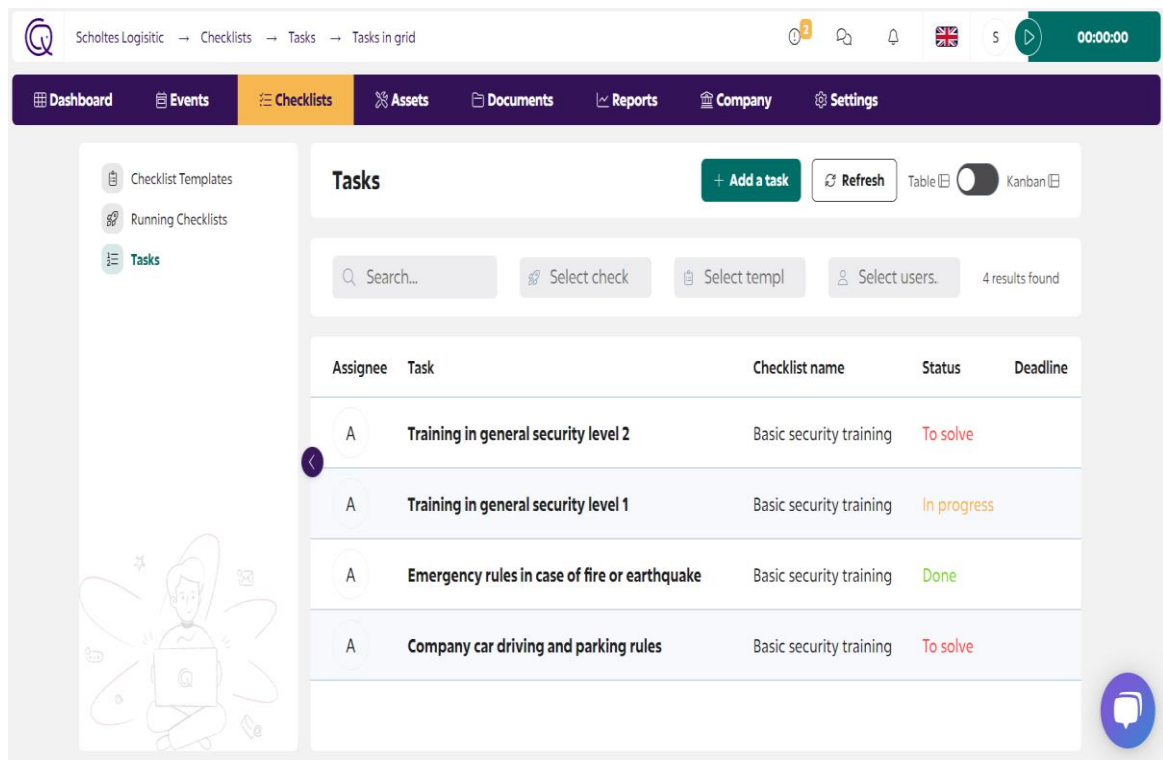 Scholtes Logisitic → Checklists → Tasks → Tasks in grid 2 S 00:00:00
Dashboard Events Checklists Assets Documents Reports Company Settings
Checklist Templates
Running Checklists
Tasks
Tasks + Add a task Refresh Table Kanban
Search... Select check Select templ Select users.. 4 results found
Assignee Task Checklist name Status Deadline
A Training in general security level 2 Basic security training To solve
A Training in general security level 1 Basic security training In progress
A Emergency rules in case of fire or earthquake Basic security training Done
A Company car driving and parking rules Basic security training To solve